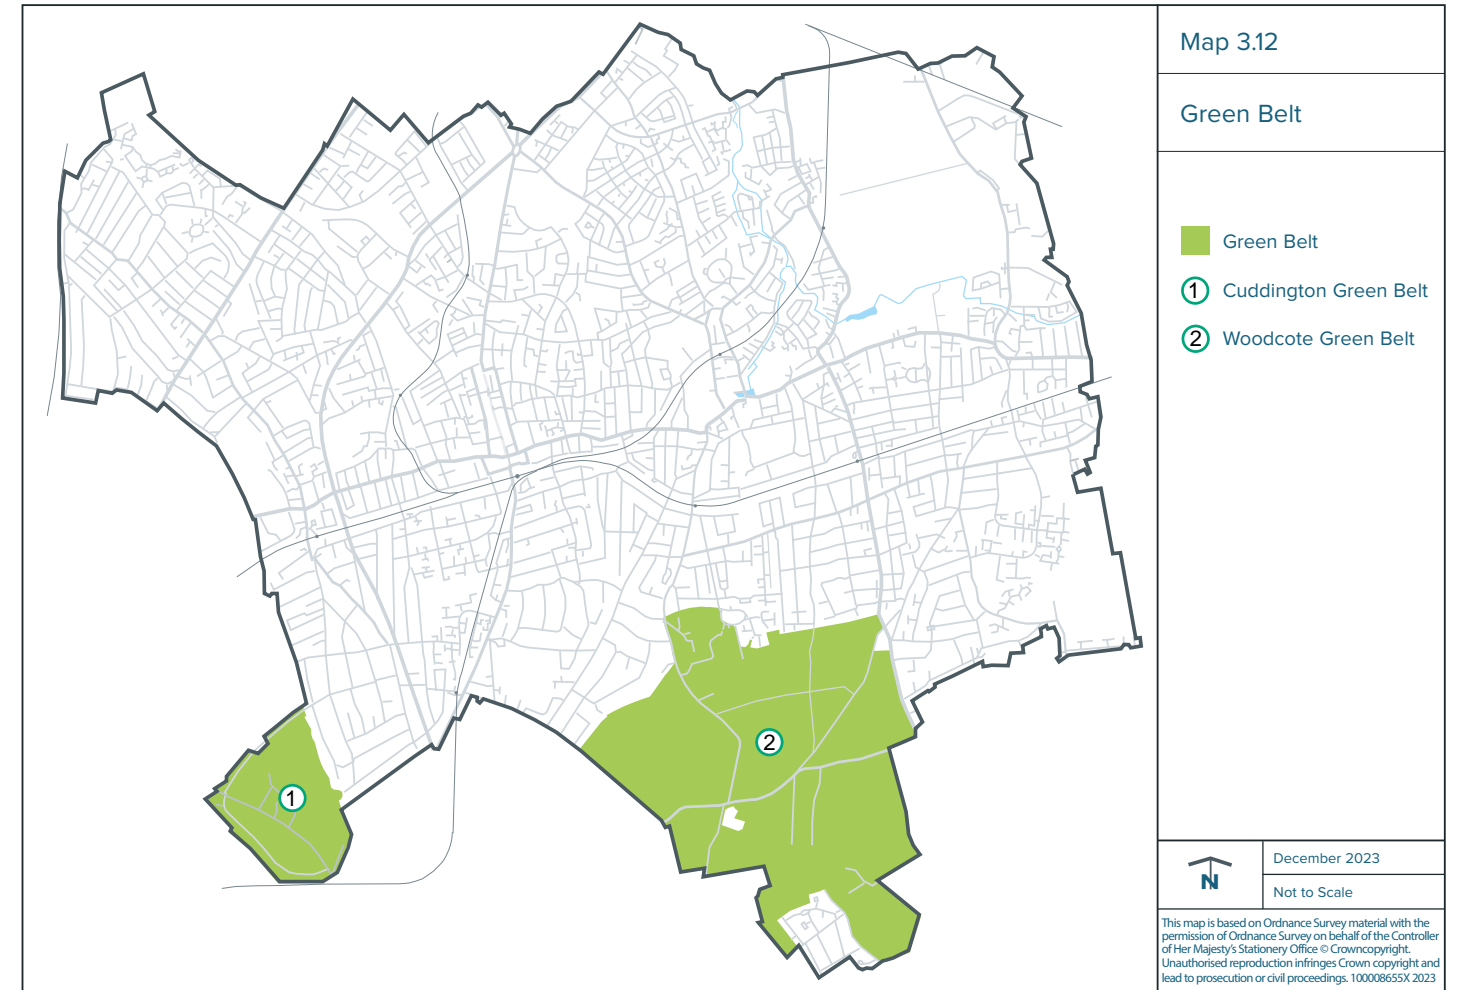 Map 3.12
Green Belt
Green Belt
1 Cuddington Green Belt
2 Woodcote Green Belt
1
2
N
December 2023
Not to Scale
This map is based on Ordnance Survey material with the
permission of Ordnance Survey on behalf of the Controller
of Her Majesty's Stationery Office © Crowncopyright.
Unauthorised reproduction infringes Crown copyright and
lead to prosecution or civil proceedings. 100008655X 2023